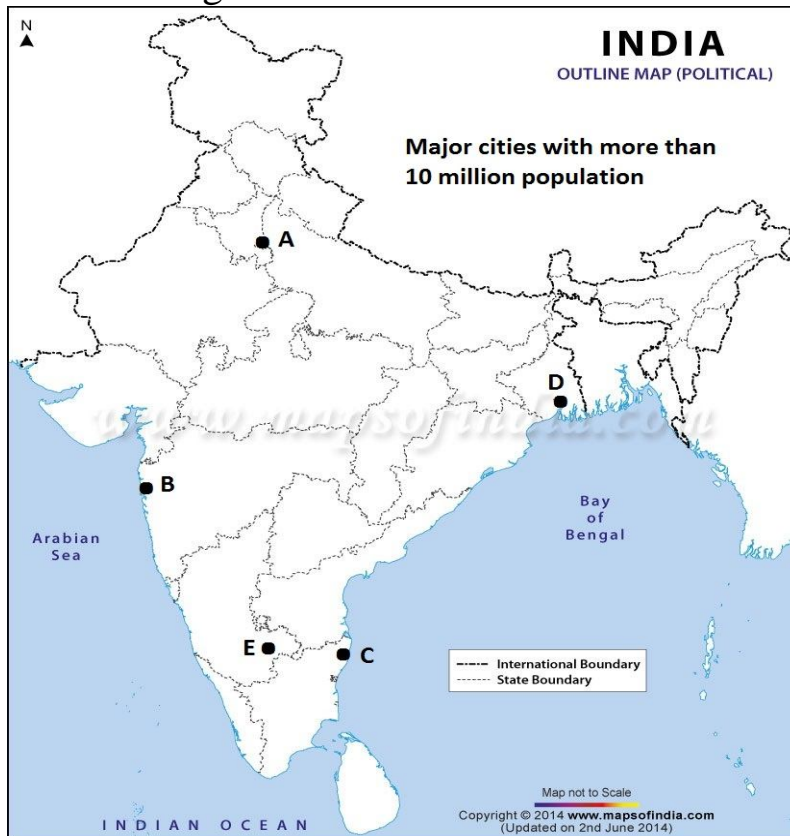 N
INDIA
OUTLINE MAP (POLITICAL)
Major cities with more than
10 million population
A
D
www.mapsofindia.com
B
Bay
of
Bengal
Arabian
Sea
E
C
International Boundary
State Boundary
Map not to Scale
INDIAN OCEAN
Copyright © 2014 www.mapsofindia.com
(Updated on 2nd June 2014)